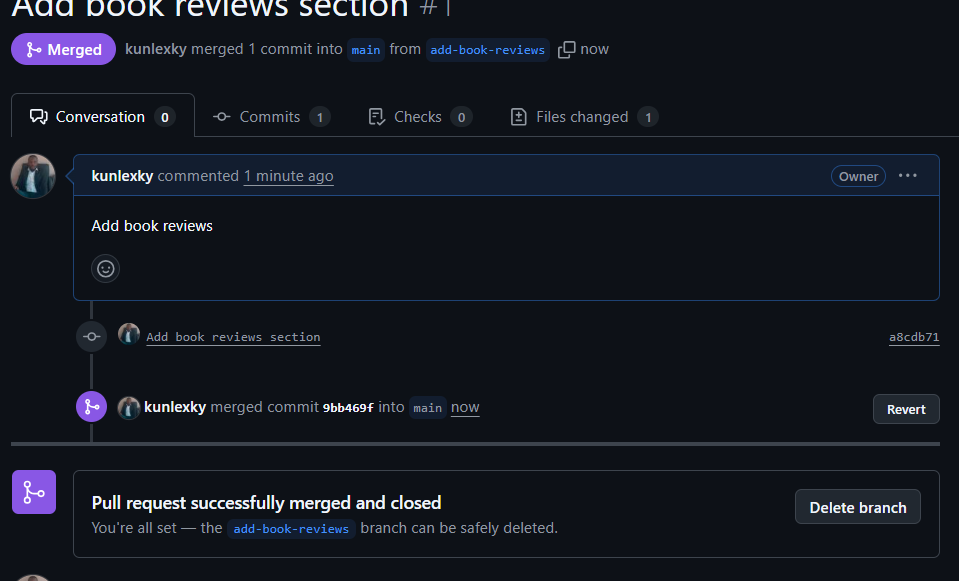 Add book reviews section #1
Merged kunlexky merged 1 commit into main from add-book-reviews now
Conversation 0 Commits 1 Checks 0 Files changed 1
kunlexky commented 1 minute ago Owner ...
Add book reviews
Add book reviews section a8cdb71
kunlexky merged commit 9bb469f into main now Revert
Pull request successfully merged and closed
You're all set — the add-book-reviews branch can be safely deleted. Delete branch